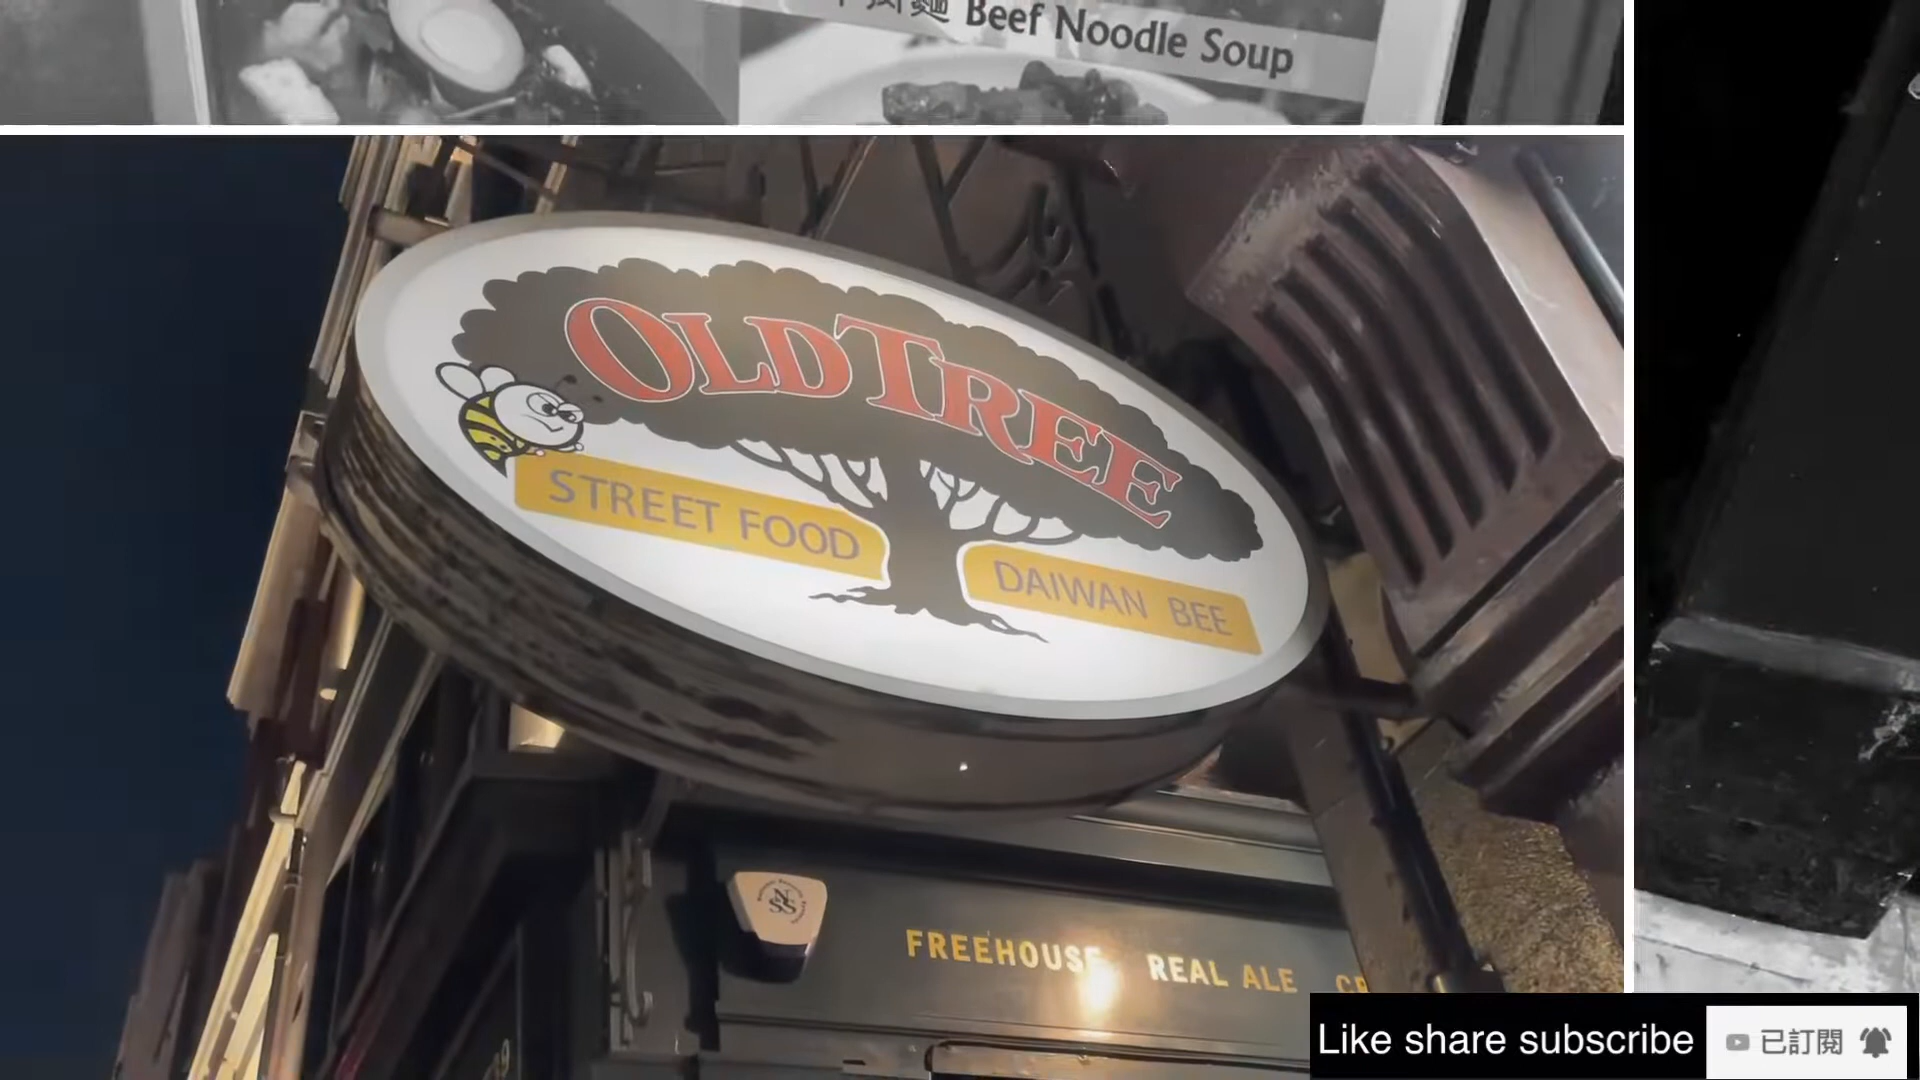 Beef Noodle Soup
OLDTREE
STREET FOOD
DAIWAN BEE
FREEHOUSE REAL ALE
Like share subscribe
已訂閱